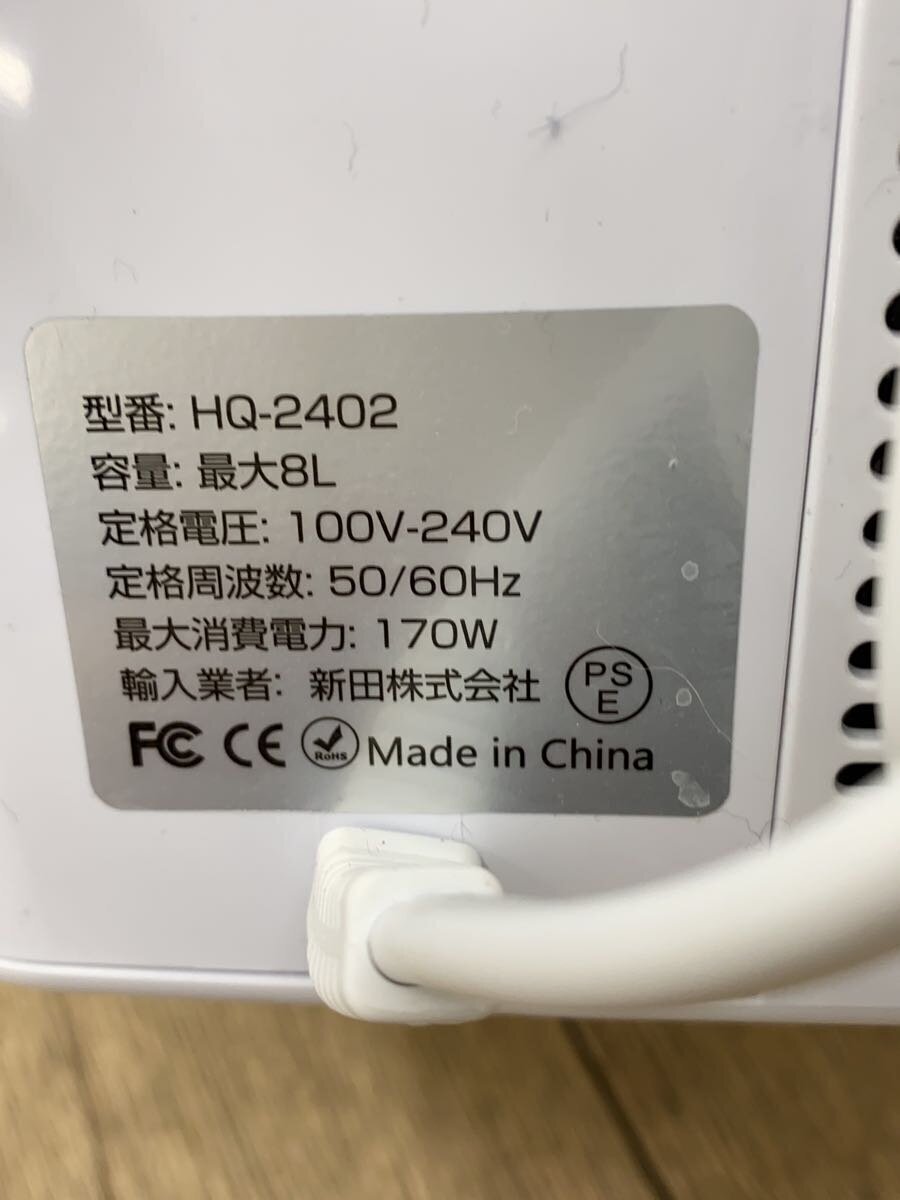 型番: HQ-2402
容量: 最大8L
定格電圧: 100V-240V
定格周波数: 50/60Hz
最大消費電力: 170W
輸入業者: 新田株式会社 PSE
FC CE RoHS Made in China